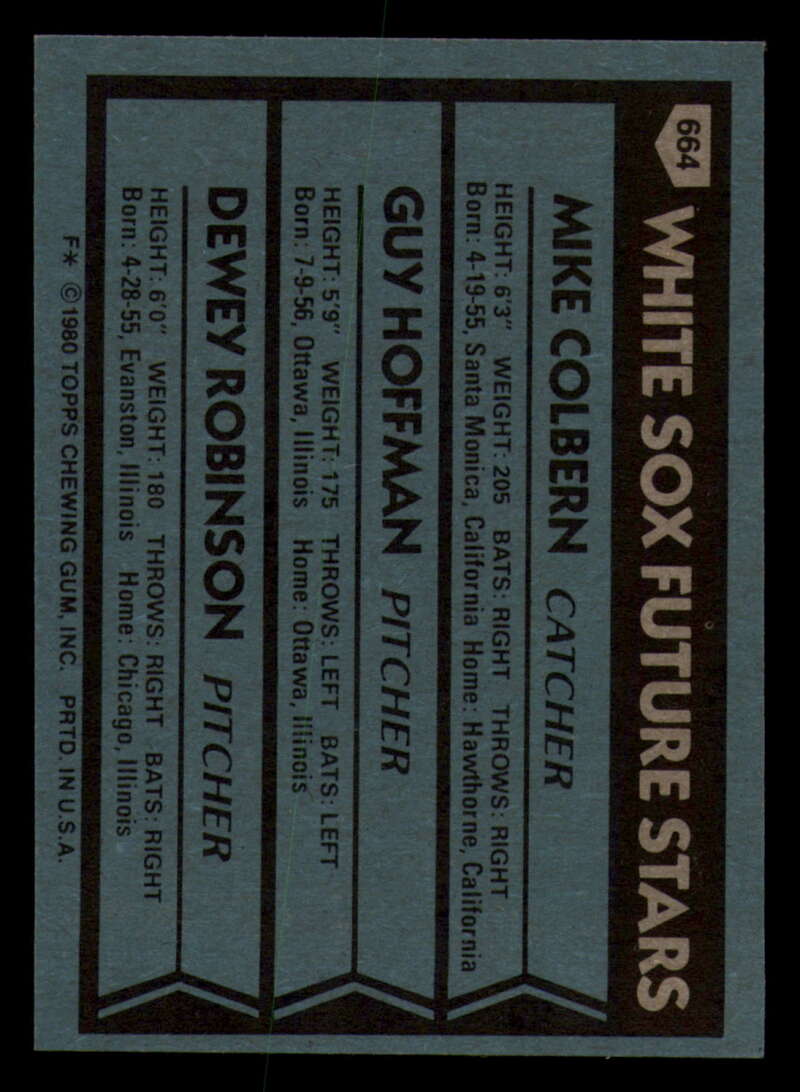 664
WHITE SOX FUTURE STARS
MIKE COLBERN CATCHER
HEIGHT: 6'3" WEIGHT: 205 BATS: RIGHT THROWS: RIGHT
Born: 4-19-55, Santa Monica, California Home: Hawthorne, California
GUY HOFFMAN PITCHER
HEIGHT: 5'9" WEIGHT: 175 THROWS: LEFT BATS: LEFT
Born: 7-9-56, Ottawa, Illinois Home: Ottawa, Illinois
DEWEY ROBINSON PITCHER
HEIGHT: 6'0" WEIGHT: 180 THROWS: RIGHT BATS: RIGHT
Born: 4-28-55, Evanston, Illinois Home: Chicago, Illinois
F* © 1980 TOPPS CHEWING GUM, INC. PRTD. IN U.S.A.